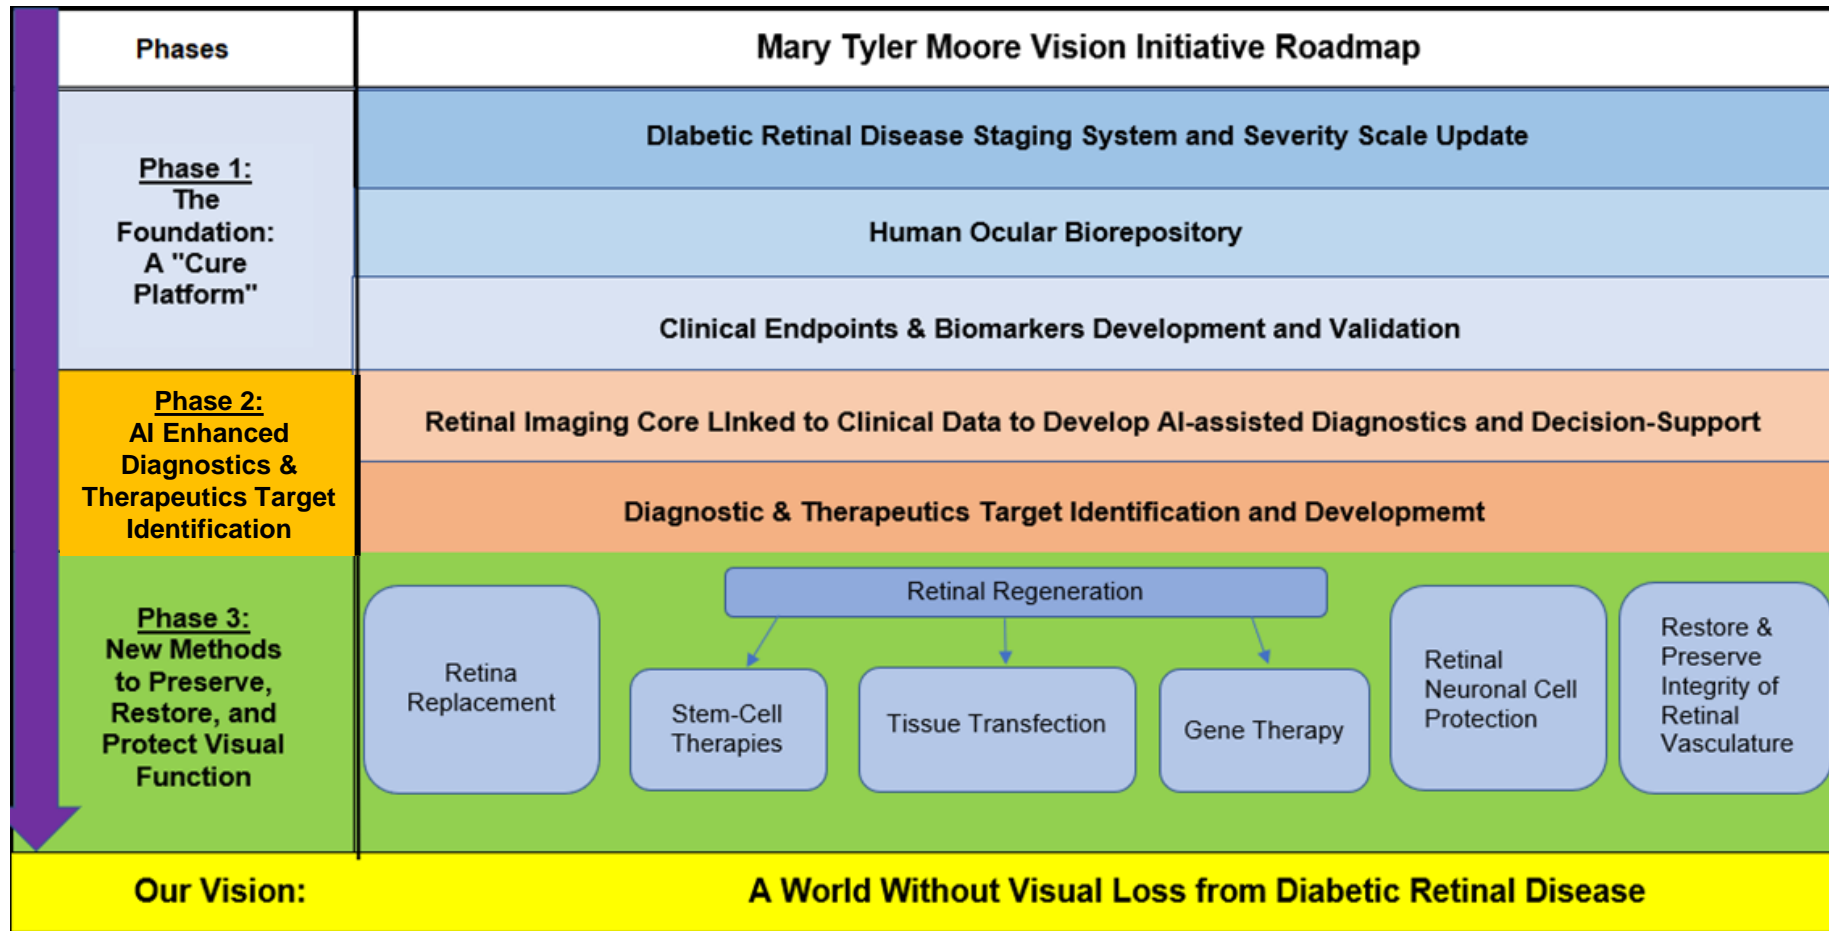 Phases
Mary Tyler Moore Vision Initiative Roadmap
Phase 1:
The
Foundation:
A "Cure
Platform"
DIabetic Retinal Disease Staging System and Severity Scale Update
Human Ocular Biorepository
Clinical Endpoints & Biomarkers Development and Validation
Phase 2:
AI Enhanced
Diagnostics &
Therapeutics Target
Identification
Retinal Imaging Core LInked to Clinical Data to Develop AI-assisted Diagnostics and Decision-Support
Diagnostic & Therapeutics Target Identification and Developmemt
Phase 3:
New Methods
to Preserve,
Restore, and
Protect Visual
Function
Retina
Replacement
Retinal Regeneration
Stem-Cell
Therapies
Tissue Transfection
Gene Therapy
Retinal
Neuronal Cell
Protection
Restore &
Preserve
Integrity of
Retinal
Vasculature
Our Vision:
A World Without Visual Loss from Diabetic Retinal Disease